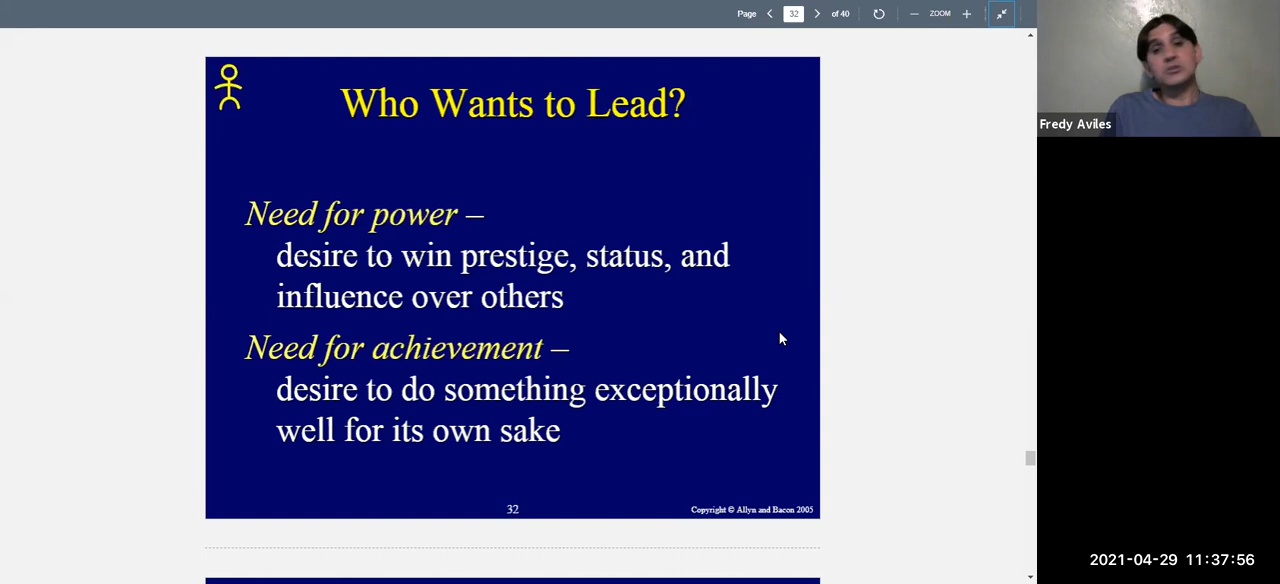 Page 32 of 40 ZOOM
Who Wants to Lead?
Need for power –
desire to win prestige, status, and
influence over others
Need for achievement –
desire to do something exceptionally
well for its own sake
32
Copyright © Allyn and Bacon 2005
Fredy Aviles
2021-04-29 11:37:56